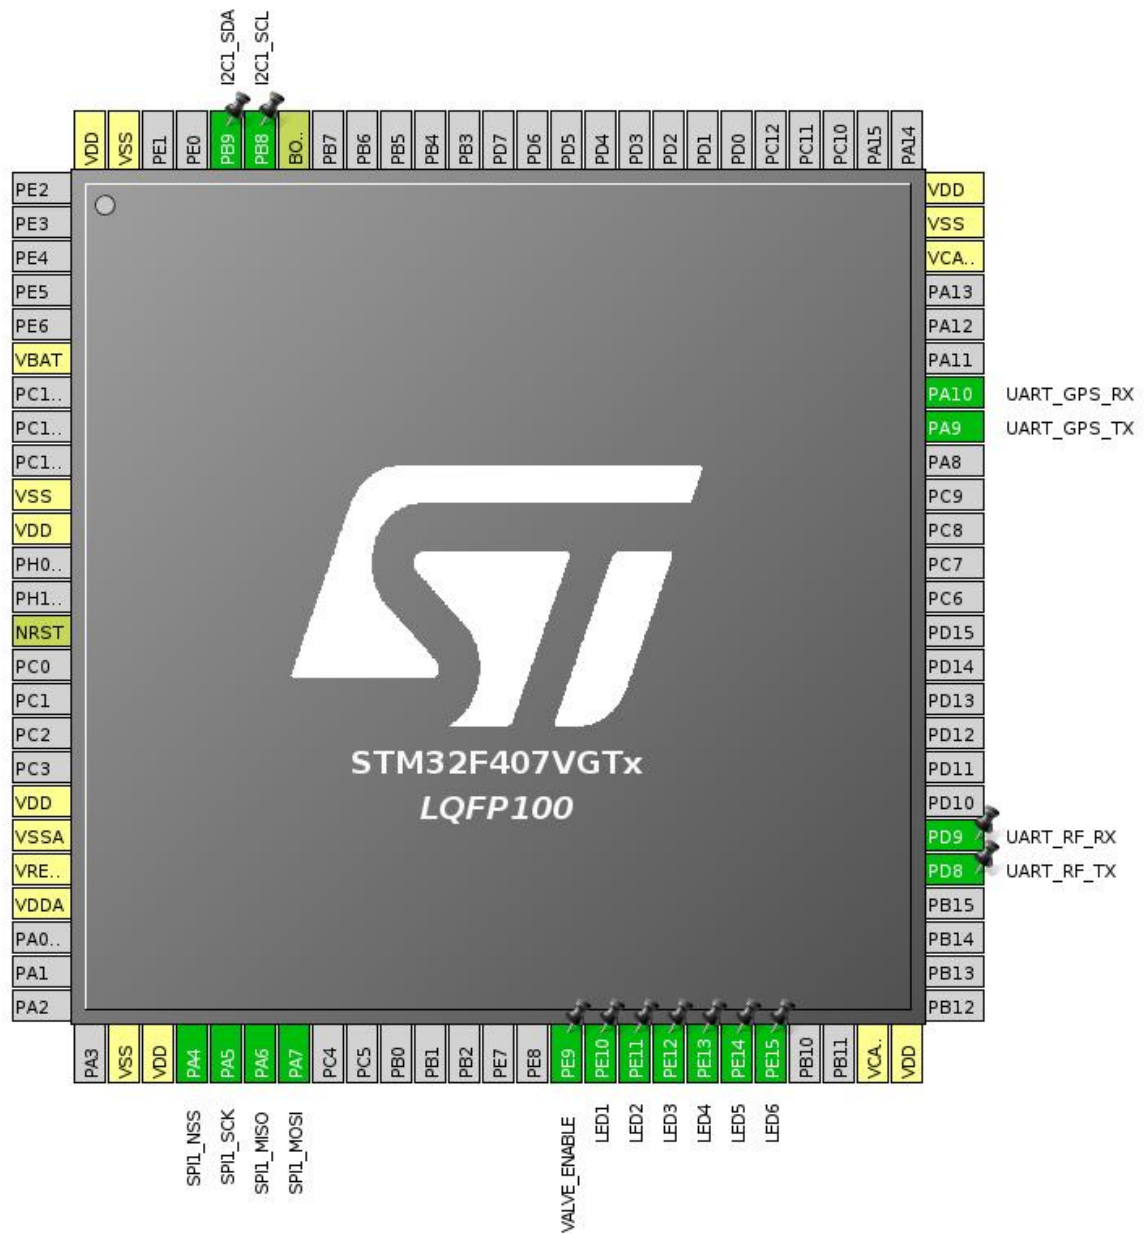 I2C1_SDA
I2C1_SCL
VDD
VSS
PE1
PE0
PB9
PB8
BO..
PB7
PB6
PB5
PB4
PB3
PD7
PD6
PD5
PD4
PD3
PD2
PD1
PD0
PC12
PC11
PC10
PA15
PA14
PE2
PE3
PE4
PE5
PE6
VBAT
PC1..
PC1..
PC1..
VSS
VDD
PH0..
PH1..
NRST
PC0
PC1
PC2
PC3
VDD
VSSA
VRE..
VDDA
PA0..
PA1
PA2
STM32F407VGTx
LQFP100
VDD
VSS
VCA..
PA13
PA12
PA11
PA10 UART_GPS_RX
PA9 UART_GPS_TX
PA8
PC9
PC8
PC7
PC6
PD15
PD14
PD13
PD12
PD11
PD10
PD9 UART_RF_RX
PD8 UART_RF_TX
PB15
PB14
PB13
PB12
PA3
VSS
VDD
PA4
PA5
PA6
PA7
PC4
PC5
PB0
PB1
PB2
PE7
PE8
PE9
PE10
PE11
PE12
PE13
PE14
PE15
PB10
PB11
VCA..
VDD
SPI1_NSS
SPI1_SCK
SPI1_MISO
SPI1_MOSI
VALVE_ENABLE
LED1
LED2
LED3
LED4
LED5
LED6